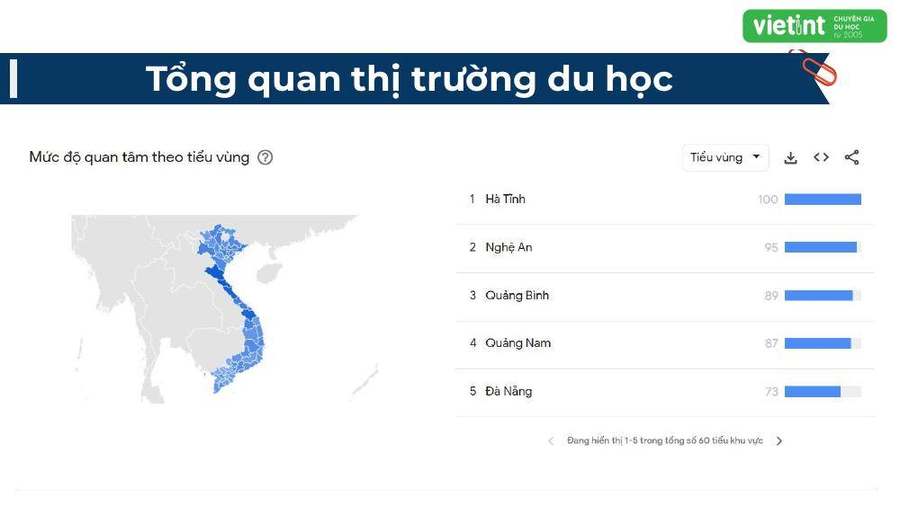 vietint
CHUYÊN GIA
DU HỌC
từ 2005
Tổng quan thị trường du học
Mức độ quan tâm theo tiểu vùng
Tiểu vùng
1 Hà Tĩnh 100
2 Nghệ An 95
3 Quảng Bình 89
4 Quảng Nam 87
5 Đà Nẵng 73
Đang hiển thị 1-5 trong tổng số 60 tiểu khu vực